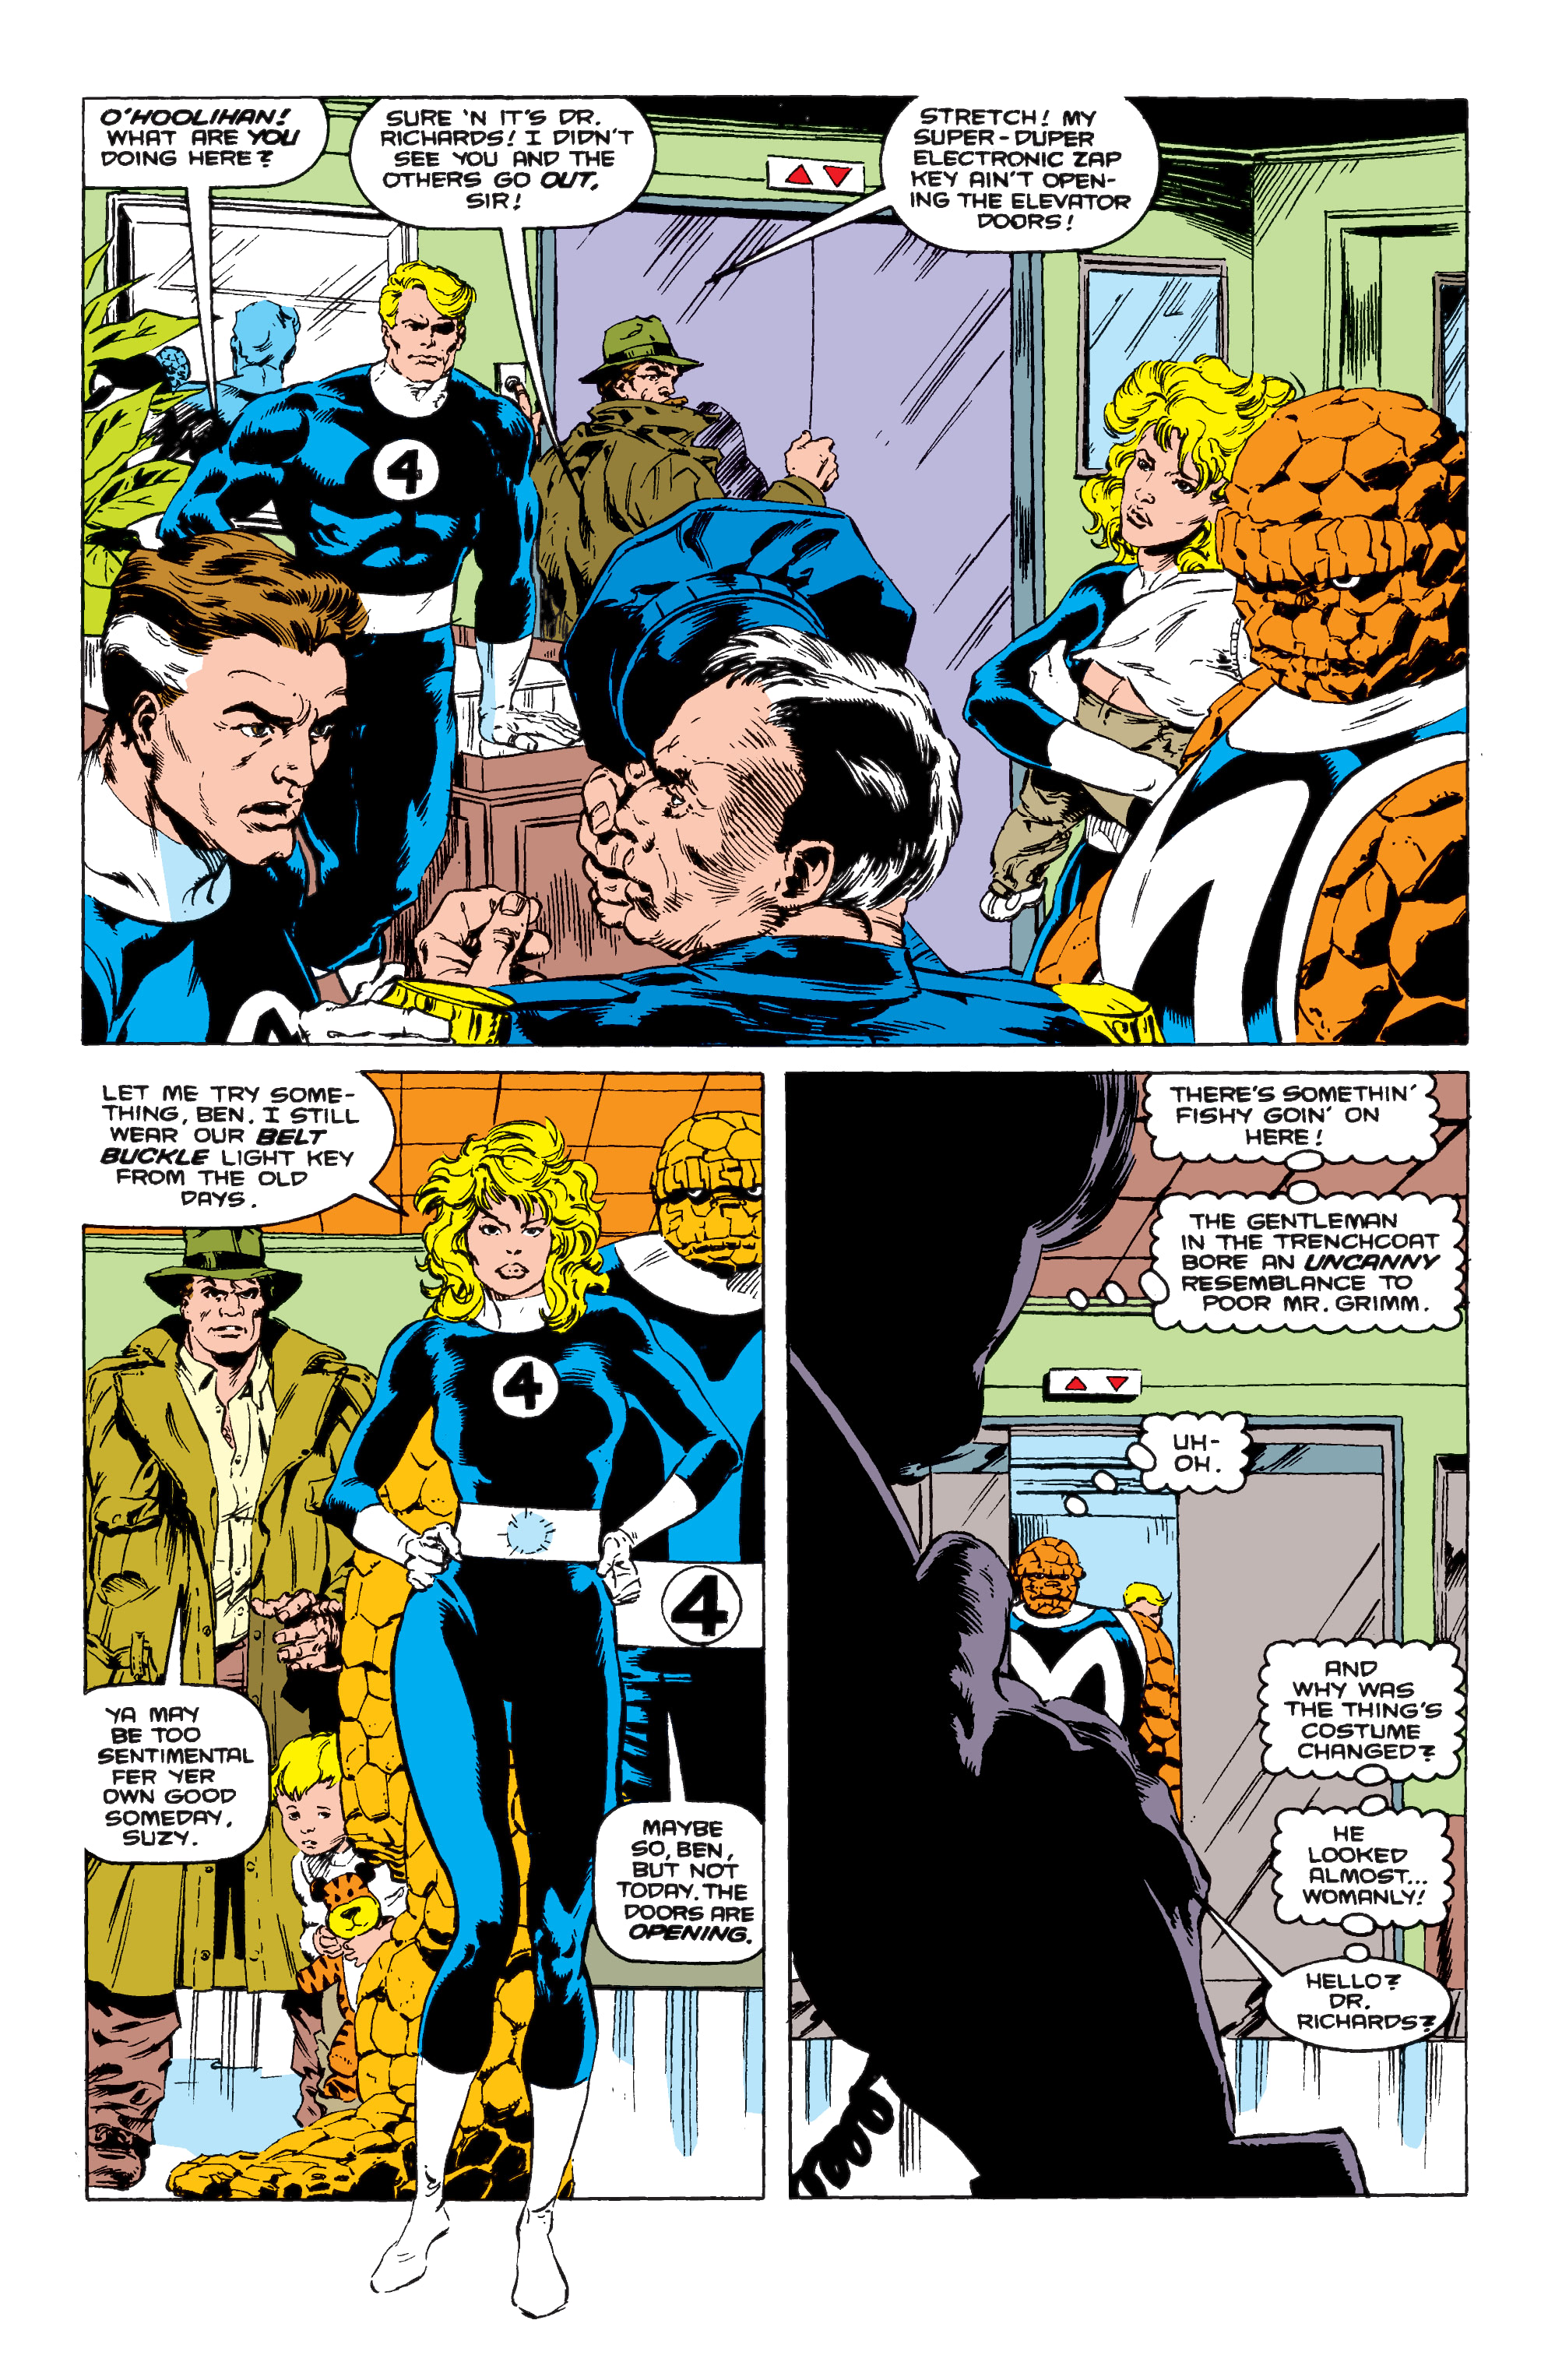 O'HOOLIHAN!
WHAT ARE YOU
DOING HERE?
SURE 'N IT'S DR.
RICHARDS! I DIDN'T
SEE YOU AND THE
OTHERS GO OUT,
SIR!
STRETCH! MY
SUPER-DUPER
ELECTRONIC ZAP
KEY AIN'T OPEN-
ING THE ELEVATOR
DOORS!
4
LET ME TRY SOME-
THING, BEN. I STILL
WEAR OUR BELT
BUCKLE LIGHT KEY
FROM THE OLD
DAYS.
4
4
YA MAY
BE TOO
SENTIMENTAL
FER YER
OWN GOOD
SOMEDAY,
SUZY.
MAYBE
SO, BEN,
BUT NOT
TODAY. THE
DOORS ARE
OPENING.
THERE'S SOMETHIN'
FISHY GOIN' ON
HERE!
THE GENTLEMAN
IN THE TRENCHCOAT
BORE AN UNCANNY
RESEMBLANCE TO
POOR MR. GRIMM.
UH-
OH.
AND
WHY WAS
THE THING'S
COSTUME
CHANGED?
HE
LOOKED
ALMOST...
WOMANLY!
HELLO?
DR.
RICHARDS?